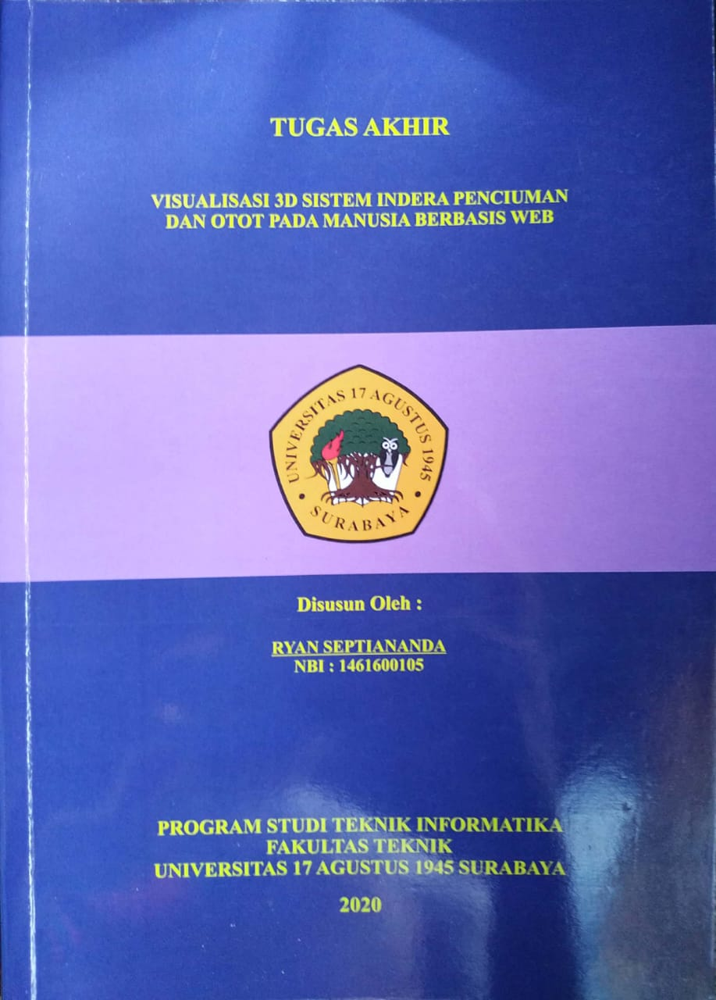 TUGAS AKHIR
VISUALISASI 3D SISTEM INDERA PENCIUMAN
DAN OTOT PADA MANUSIA BERBASIS WEB
UNIVERSITAS 17 AGUSTUS 1945
SURABAYA
Disusun Oleh :
RYAN SEPTIANANDA
NBI : 1461600105
PROGRAM STUDI TEKNIK INFORMATIKA
FAKULTAS TEKNIK
UNIVERSITAS 17 AGUSTUS 1945 SURABAYA
2020